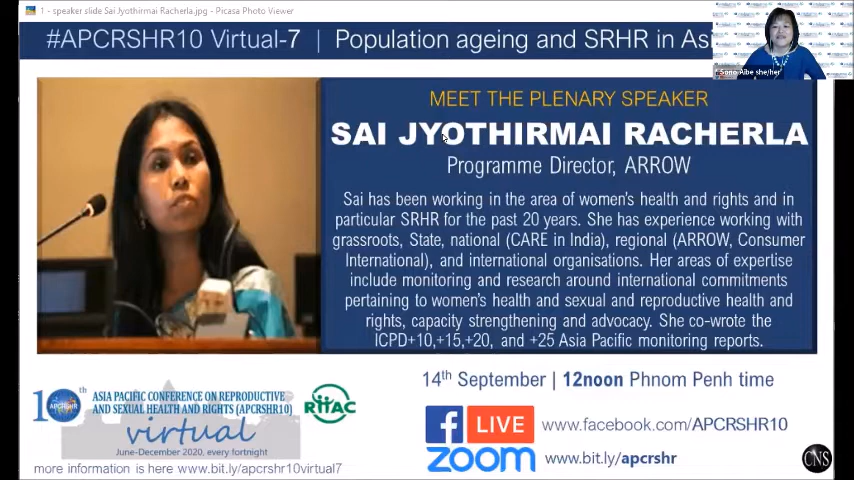 1 - speaker slide Sai Jyothirmai Racherla.jpg - Picasa Photo Viewer
#APCRSHR10 Virtual-7 | Population ageing and SRHR in Asi
Sono Aibe she/her
MEET THE PLENARY SPEAKER
SAI JYOTHIRMAI RACHERLA
Programme Director, ARROW
Sai has been working in the area of women's health and rights and in
particular SRHR for the past 20 years. She has experience working with
grassroots, State, national (CARE in India), regional (ARROW, Consumer
International), and international organisations. Her areas of expertise
include monitoring and research around international commitments
pertaining to women's health and sexual and reproductive health and
rights, capacity strengthening and advocacy. She co-wrote the
ICPD+10,+15,+20, and +25 Asia Pacific monitoring reports.
10th
APCRSHR
ASIA PACIFIC CONFERENCE ON REPRODUCTIVE
AND SEXUAL HEALTH AND RIGHTS (APCRSHR10)
virtual
June-December 2020, every fortnight
more information is here www.bit.ly/apcrshr10virtual7
14th September | 12noon Phnom Penh time
f LIVE www.facebook.com/APCRSHR10
zoom www.bit.ly/apcrshr
CNS